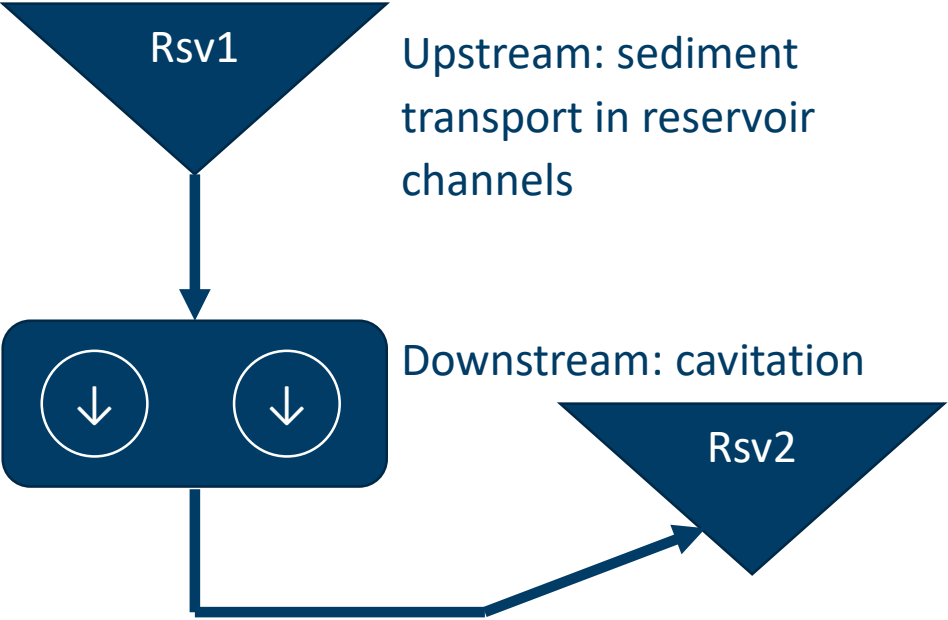 Rsv1
Upstream: sediment
transport in reservoir
channels
Downstream: cavitation
Rsv2